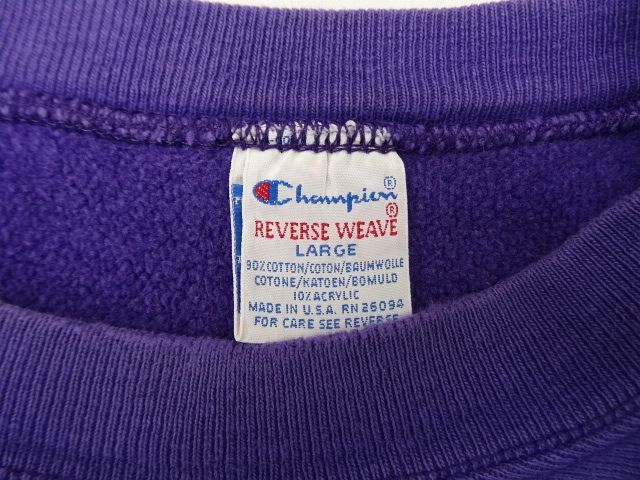 Champion®
REVERSE WEAVE®
LARGE
90% COTTON/COTON/BAUMWOLLE
COTONE/KATOEN/BOMULD
10% ACRYLIC
MADE IN U.S.A. RN 26094
FOR CARE SEE REVERSE